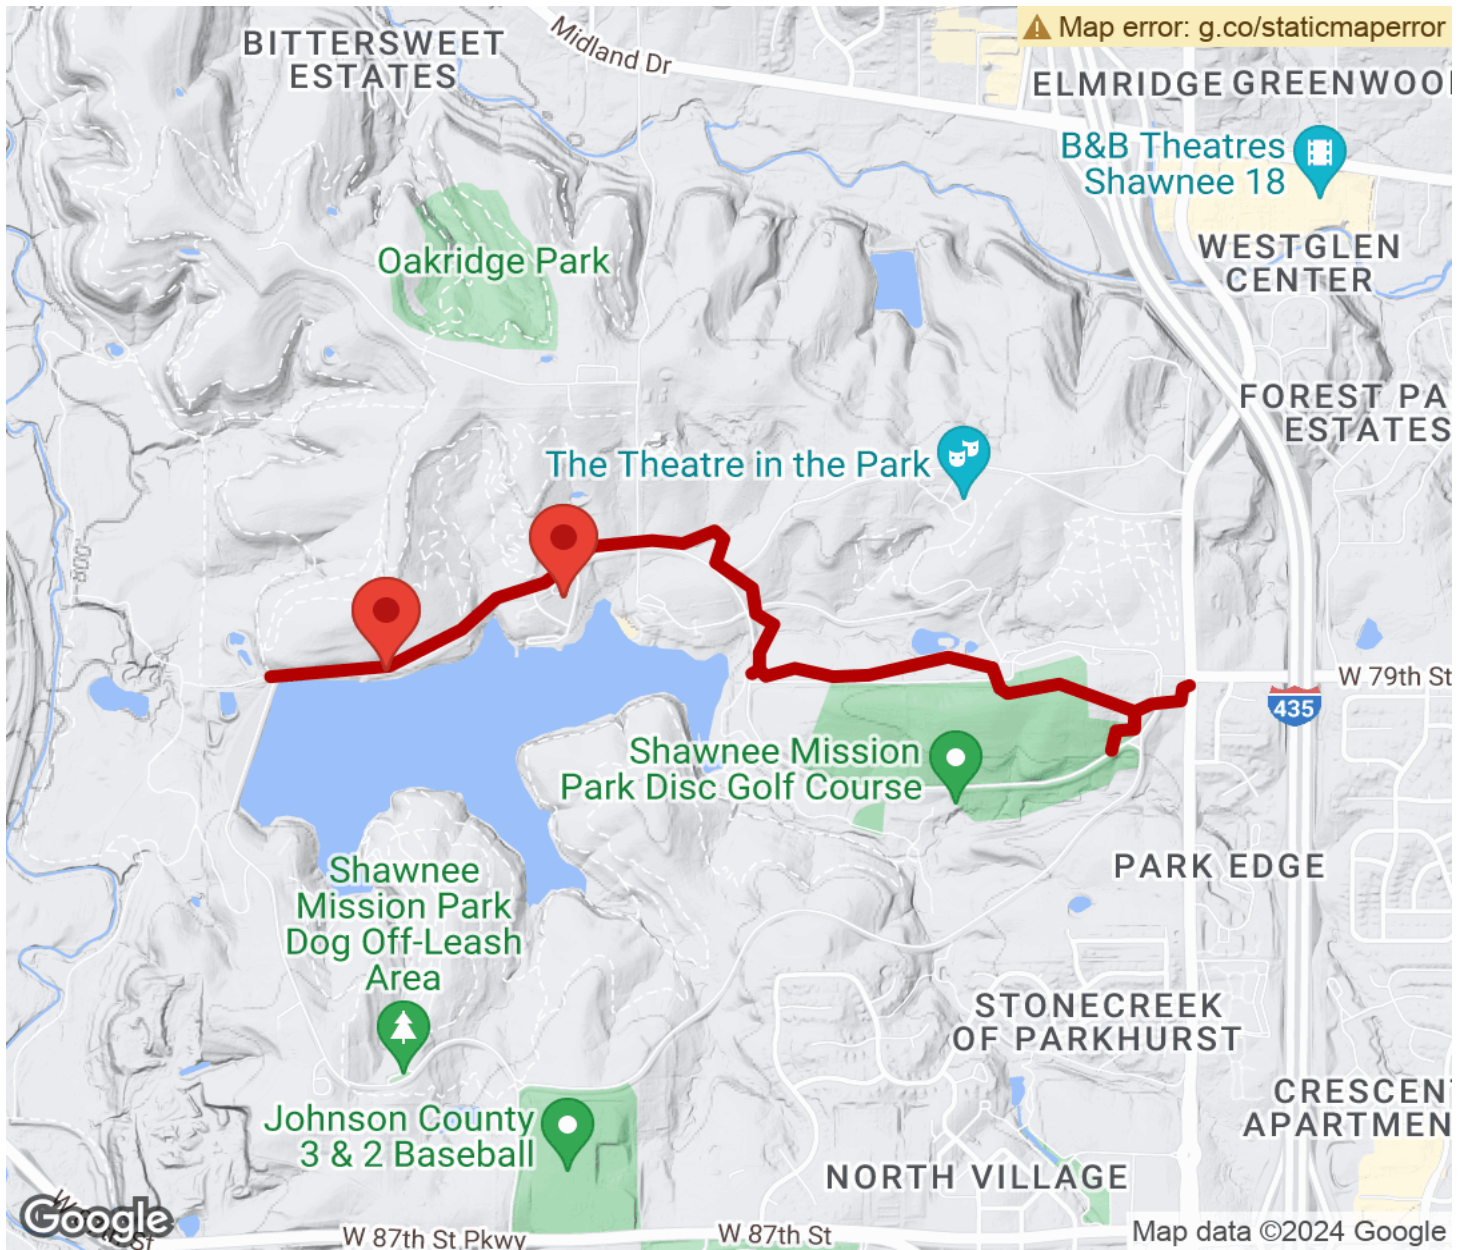 Map error: g.co/staticmaperror
BITTERSWEET
ESTATES
Midland Dr
ELMRIDGE
GREENWOO
B&B Theatres
Shawnee 18
Oakridge Park
WESTGLEN
CENTER
FOREST PA
ESTATES
The Theatre in the Park
W 79th St
435
Shawnee Mission
Park Disc Golf Course
Shawnee
Mission Park
Dog Off-Leash
Area
PARK EDGE
STONECREEK
OF PARKHURST
Johnson County
3 & 2 Baseball
CRESCENT
APARTMEN
NORTH VILLAGE
Google
W 87th St Pkwy
W 87th St
Map data ©2024 Google